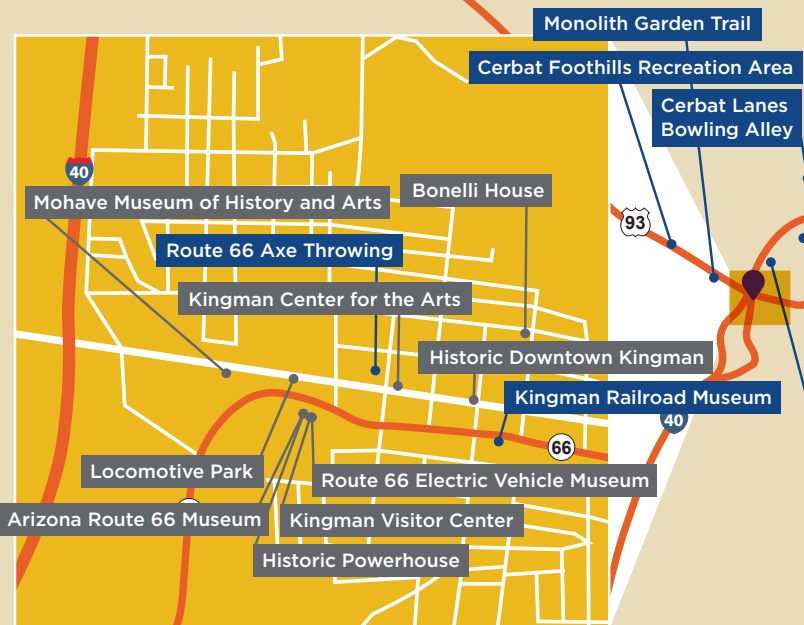 Monolith Garden Trail
Cerbat Foothills Recreation Area
Cerbat Lanes
Bowling Alley
40
Mohave Museum of History and Arts
Bonelli House
93
Route 66 Axe Throwing
Kingman Center for the Arts
Historic Downtown Kingman
Kingman Railroad Museum
40
66
Locomotive Park
Route 66 Electric Vehicle Museum
Arizona Route 66 Museum
Kingman Visitor Center
Historic Powerhouse